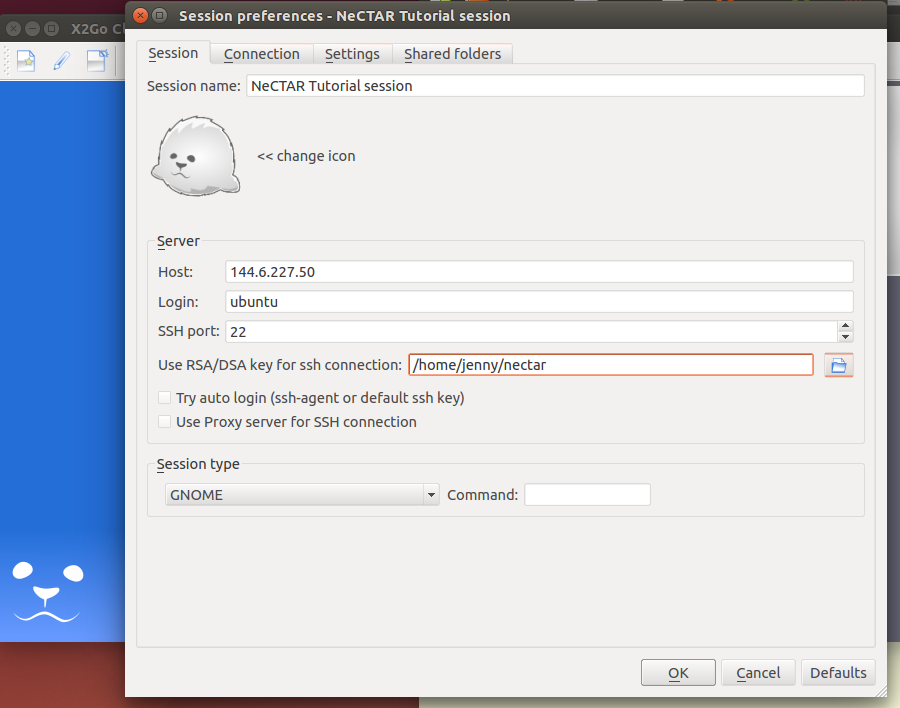 Session preferences - NeCTAR Tutorial session
X2Go
Session Connection Settings Shared folders
Session name: NeCTAR Tutorial session
<< change icon
Server
Host: 144.6.227.50
Login: ubuntu
SSH port: 22
Use RSA/DSA key for ssh connection: /home/jenny/nectar
Try auto login (ssh-agent or default ssh key)
Use Proxy server for SSH connection
Session type
GNOME Command:
OK Cancel Defaults